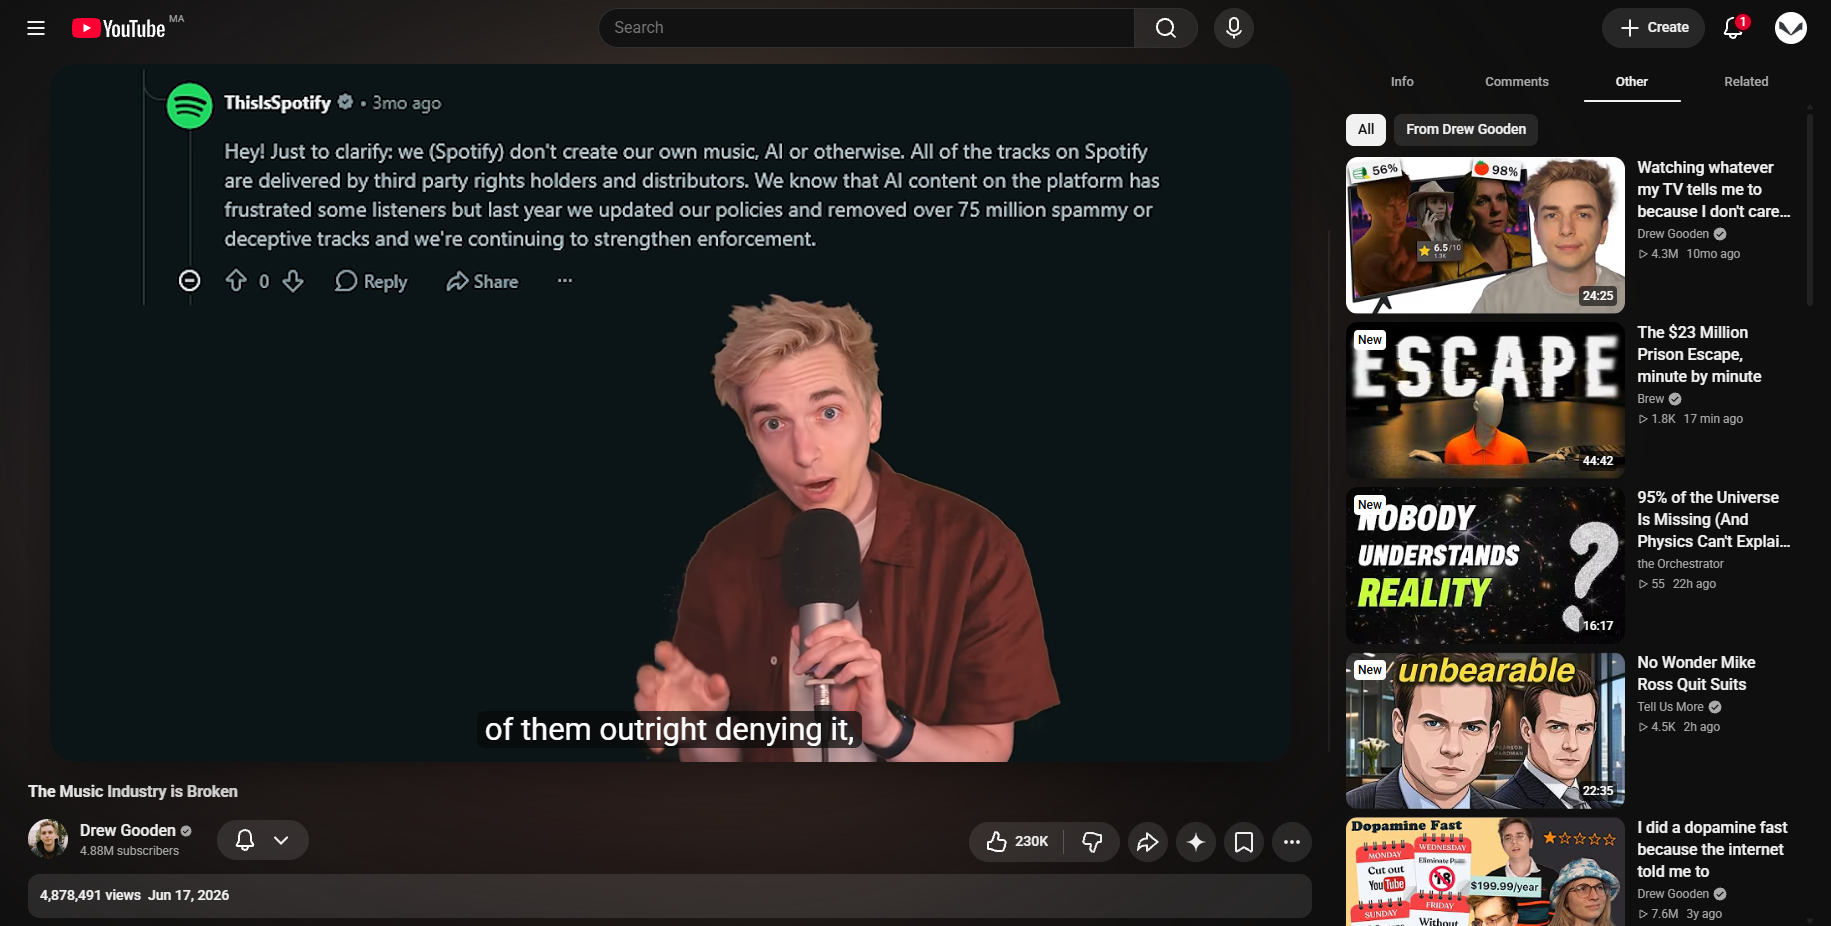 YouTube MA
Search
Create
1
ThisIsSpotify • 3mo ago
Hey! Just to clarify: we (Spotify) don't create our own music, AI or otherwise. All of the tracks on Spotify
are delivered by third party rights holders and distributors. We know that AI content on the platform has
frustrated some listeners but last year we updated our policies and removed over 75 million spammy or
deceptive tracks and we're continuing to strengthen enforcement.
0 Reply Share ...
of them outright denying it,
The Music Industry is Broken
Drew Gooden
4.88M subscribers
230K
4,878,491 views Jun 17, 2026
Info Comments Other Related
All From Drew Gooden
56% 98%
6.5/10
1.3K
24:25
Watching whatever
my TV tells me to
because I don't care...
Drew Gooden
4.3M 10mo ago
New
ESCAPE
44:42
The $23 Million
Prison Escape,
minute by minute
Brew
1.8K 17 min ago
New
NOBODY
UNDERSTANDS
REALITY
?
16:17
95% of the Universe
Is Missing (And
Physics Can't Explai...
the Orchestrator
55 22h ago
New
unbearable
PEARSON
HARDMAN
22:35
No Wonder Mike
Ross Quit Suits
Tell Us More
4.5K 2h ago
Dopamine Fast
MONDAY
Cut out
YouTube
WEDNESDAY
Eliminate
18
$199.99/year
SUNDAY
FRIDAY
Without
I did a dopamine fast
because the internet
told me to
Drew Gooden
7.6M 3y ago